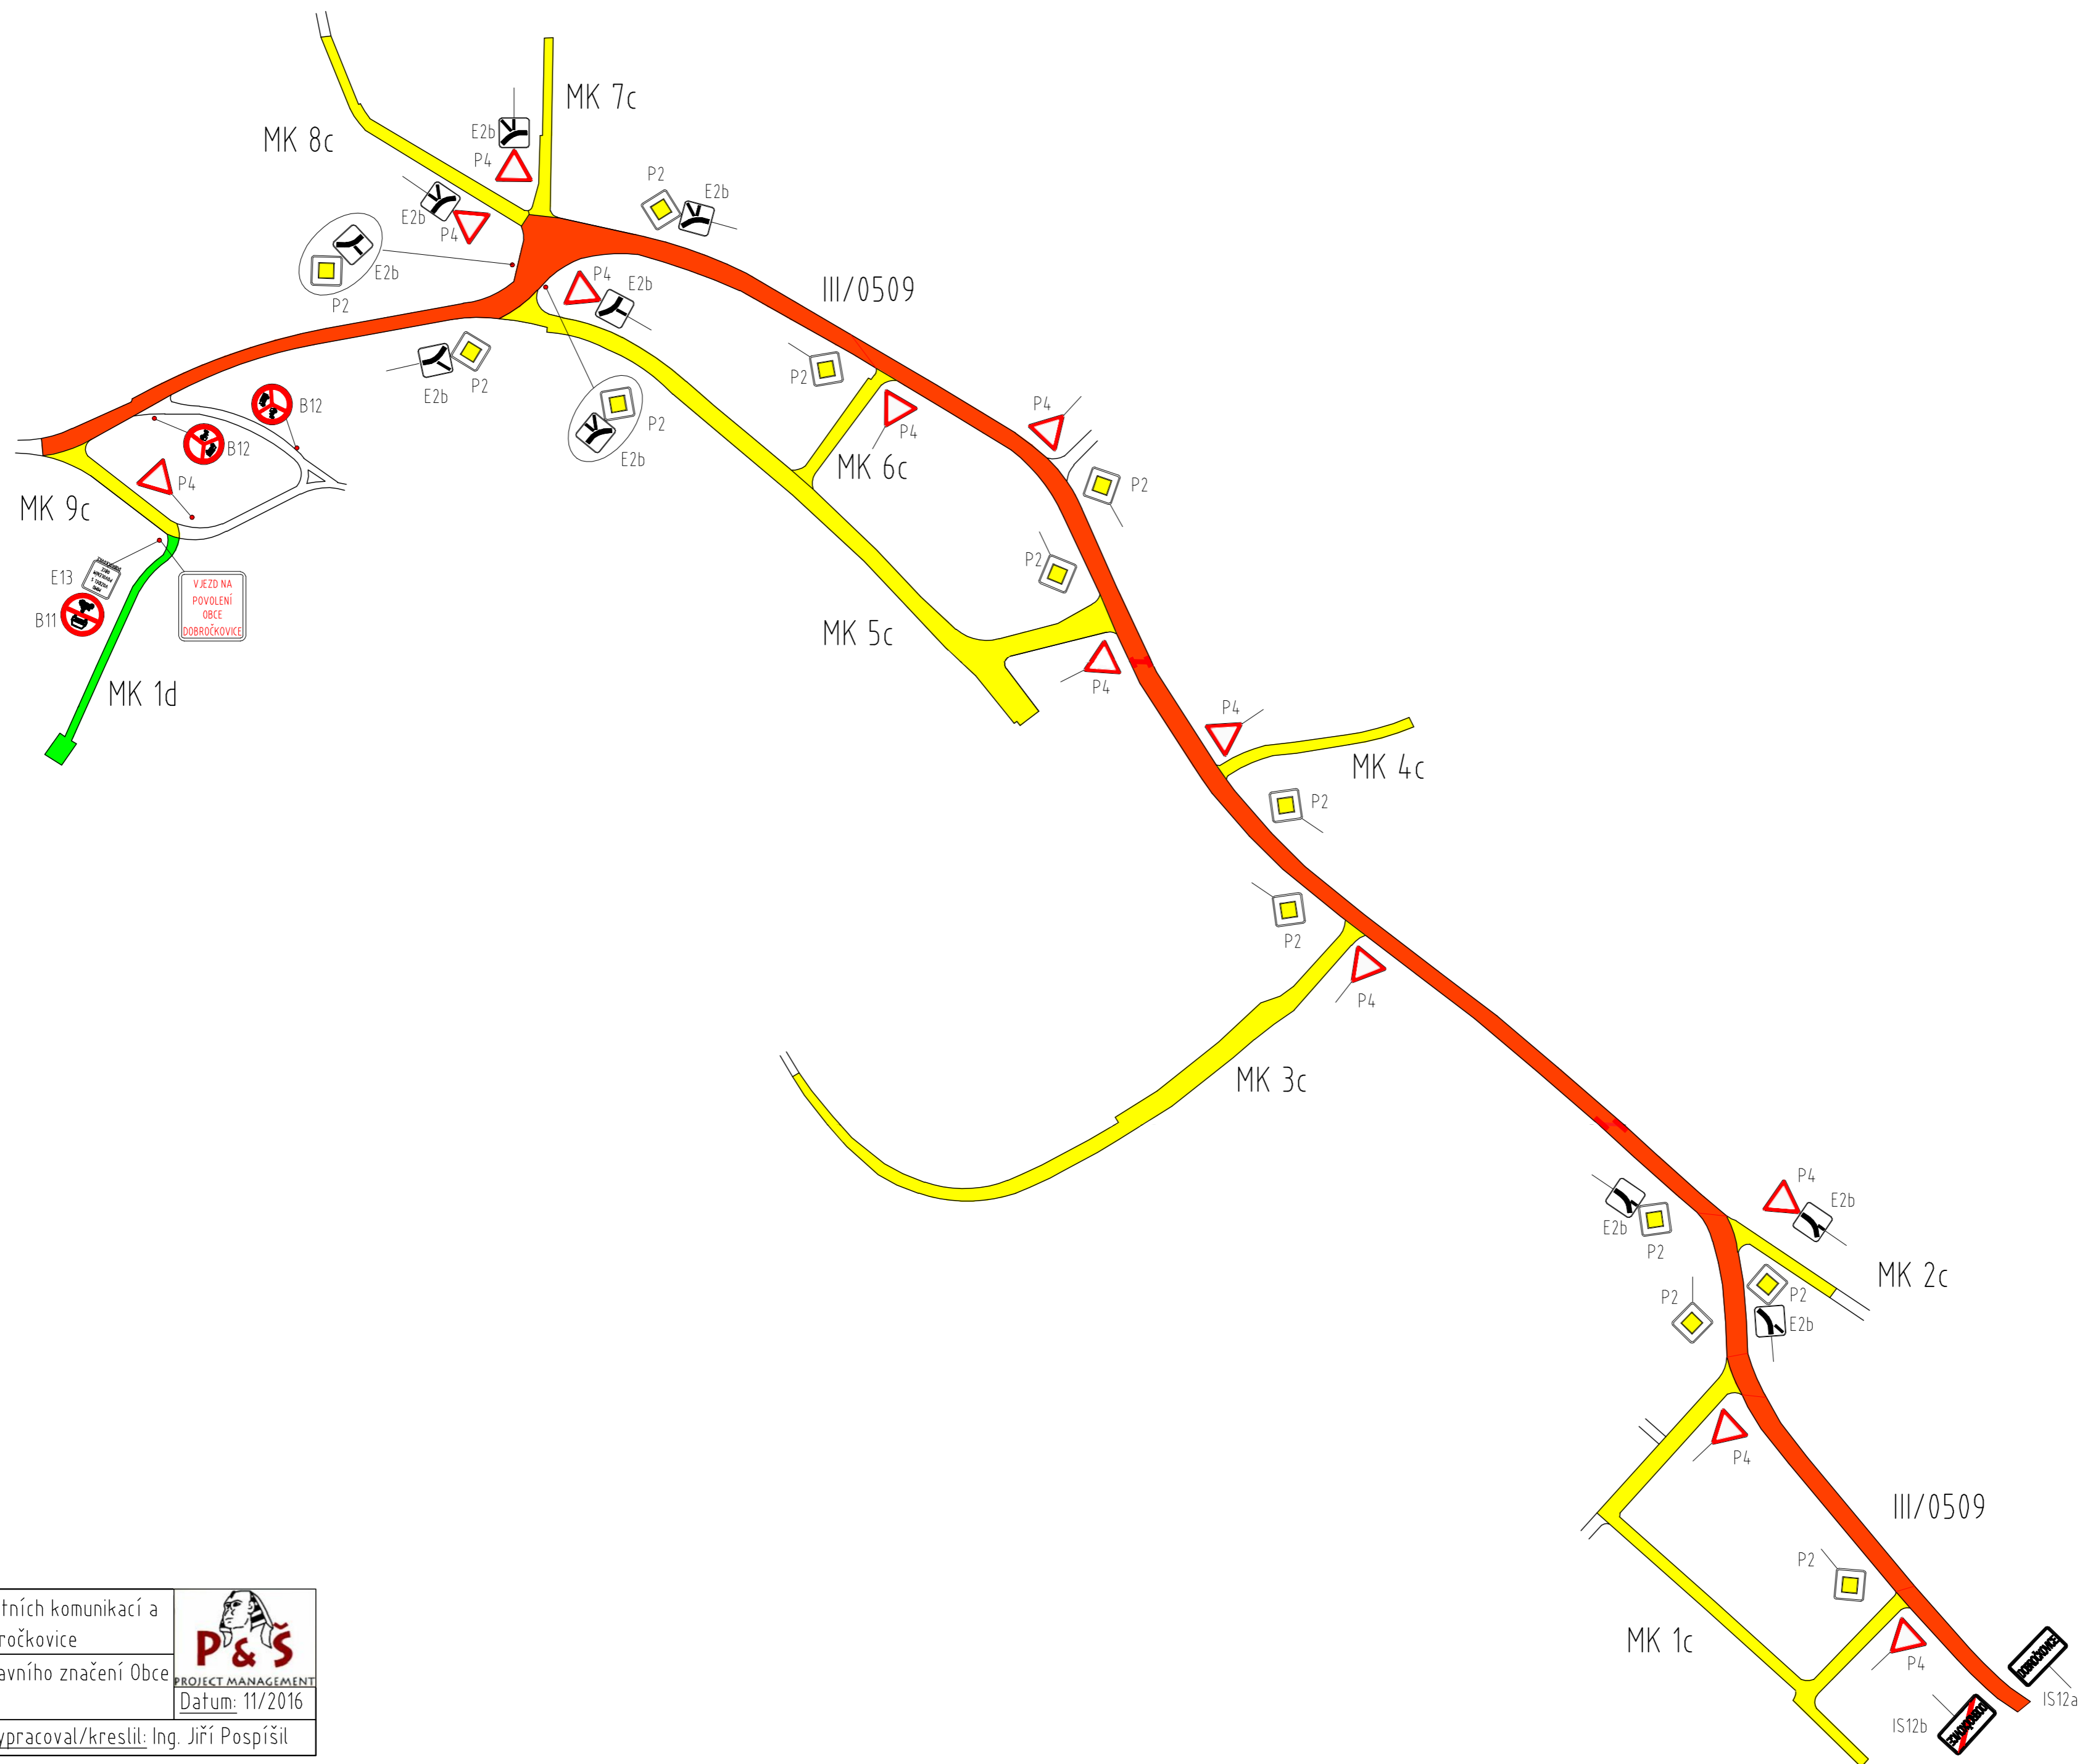 MK 7c
MK 8c
E2b
P4
P2
E2b
E2b
P4
E2b
P2
P4
E2b
III/0509
E2b
P2
P2
P2
E2b
B12
B12
P4
P4
P4
MK 6c
P2
MK 9c
P2
E13
B11
VJEZD NA
POVOLENÍ
OBCE
DOBROČKOVICE
MK 5c
MK 1d
P4
P4
MK 4c
P2
P2
P4
MK 3c
P4
E2b
E2b
P2
MK 2c
P2
P2
E2b
P4
III/0509
P2
MK 1c
P4
DOBROČKOVICE
IS12a
DOBROČKOVICE
IS12b
tních komunikací a
ročkovice
avního značení Obce
P & Š
PROJECT MANAGEMENT
Datum: 11/2016
ypracoval/kreslil: Ing. Jiří Pospíšil